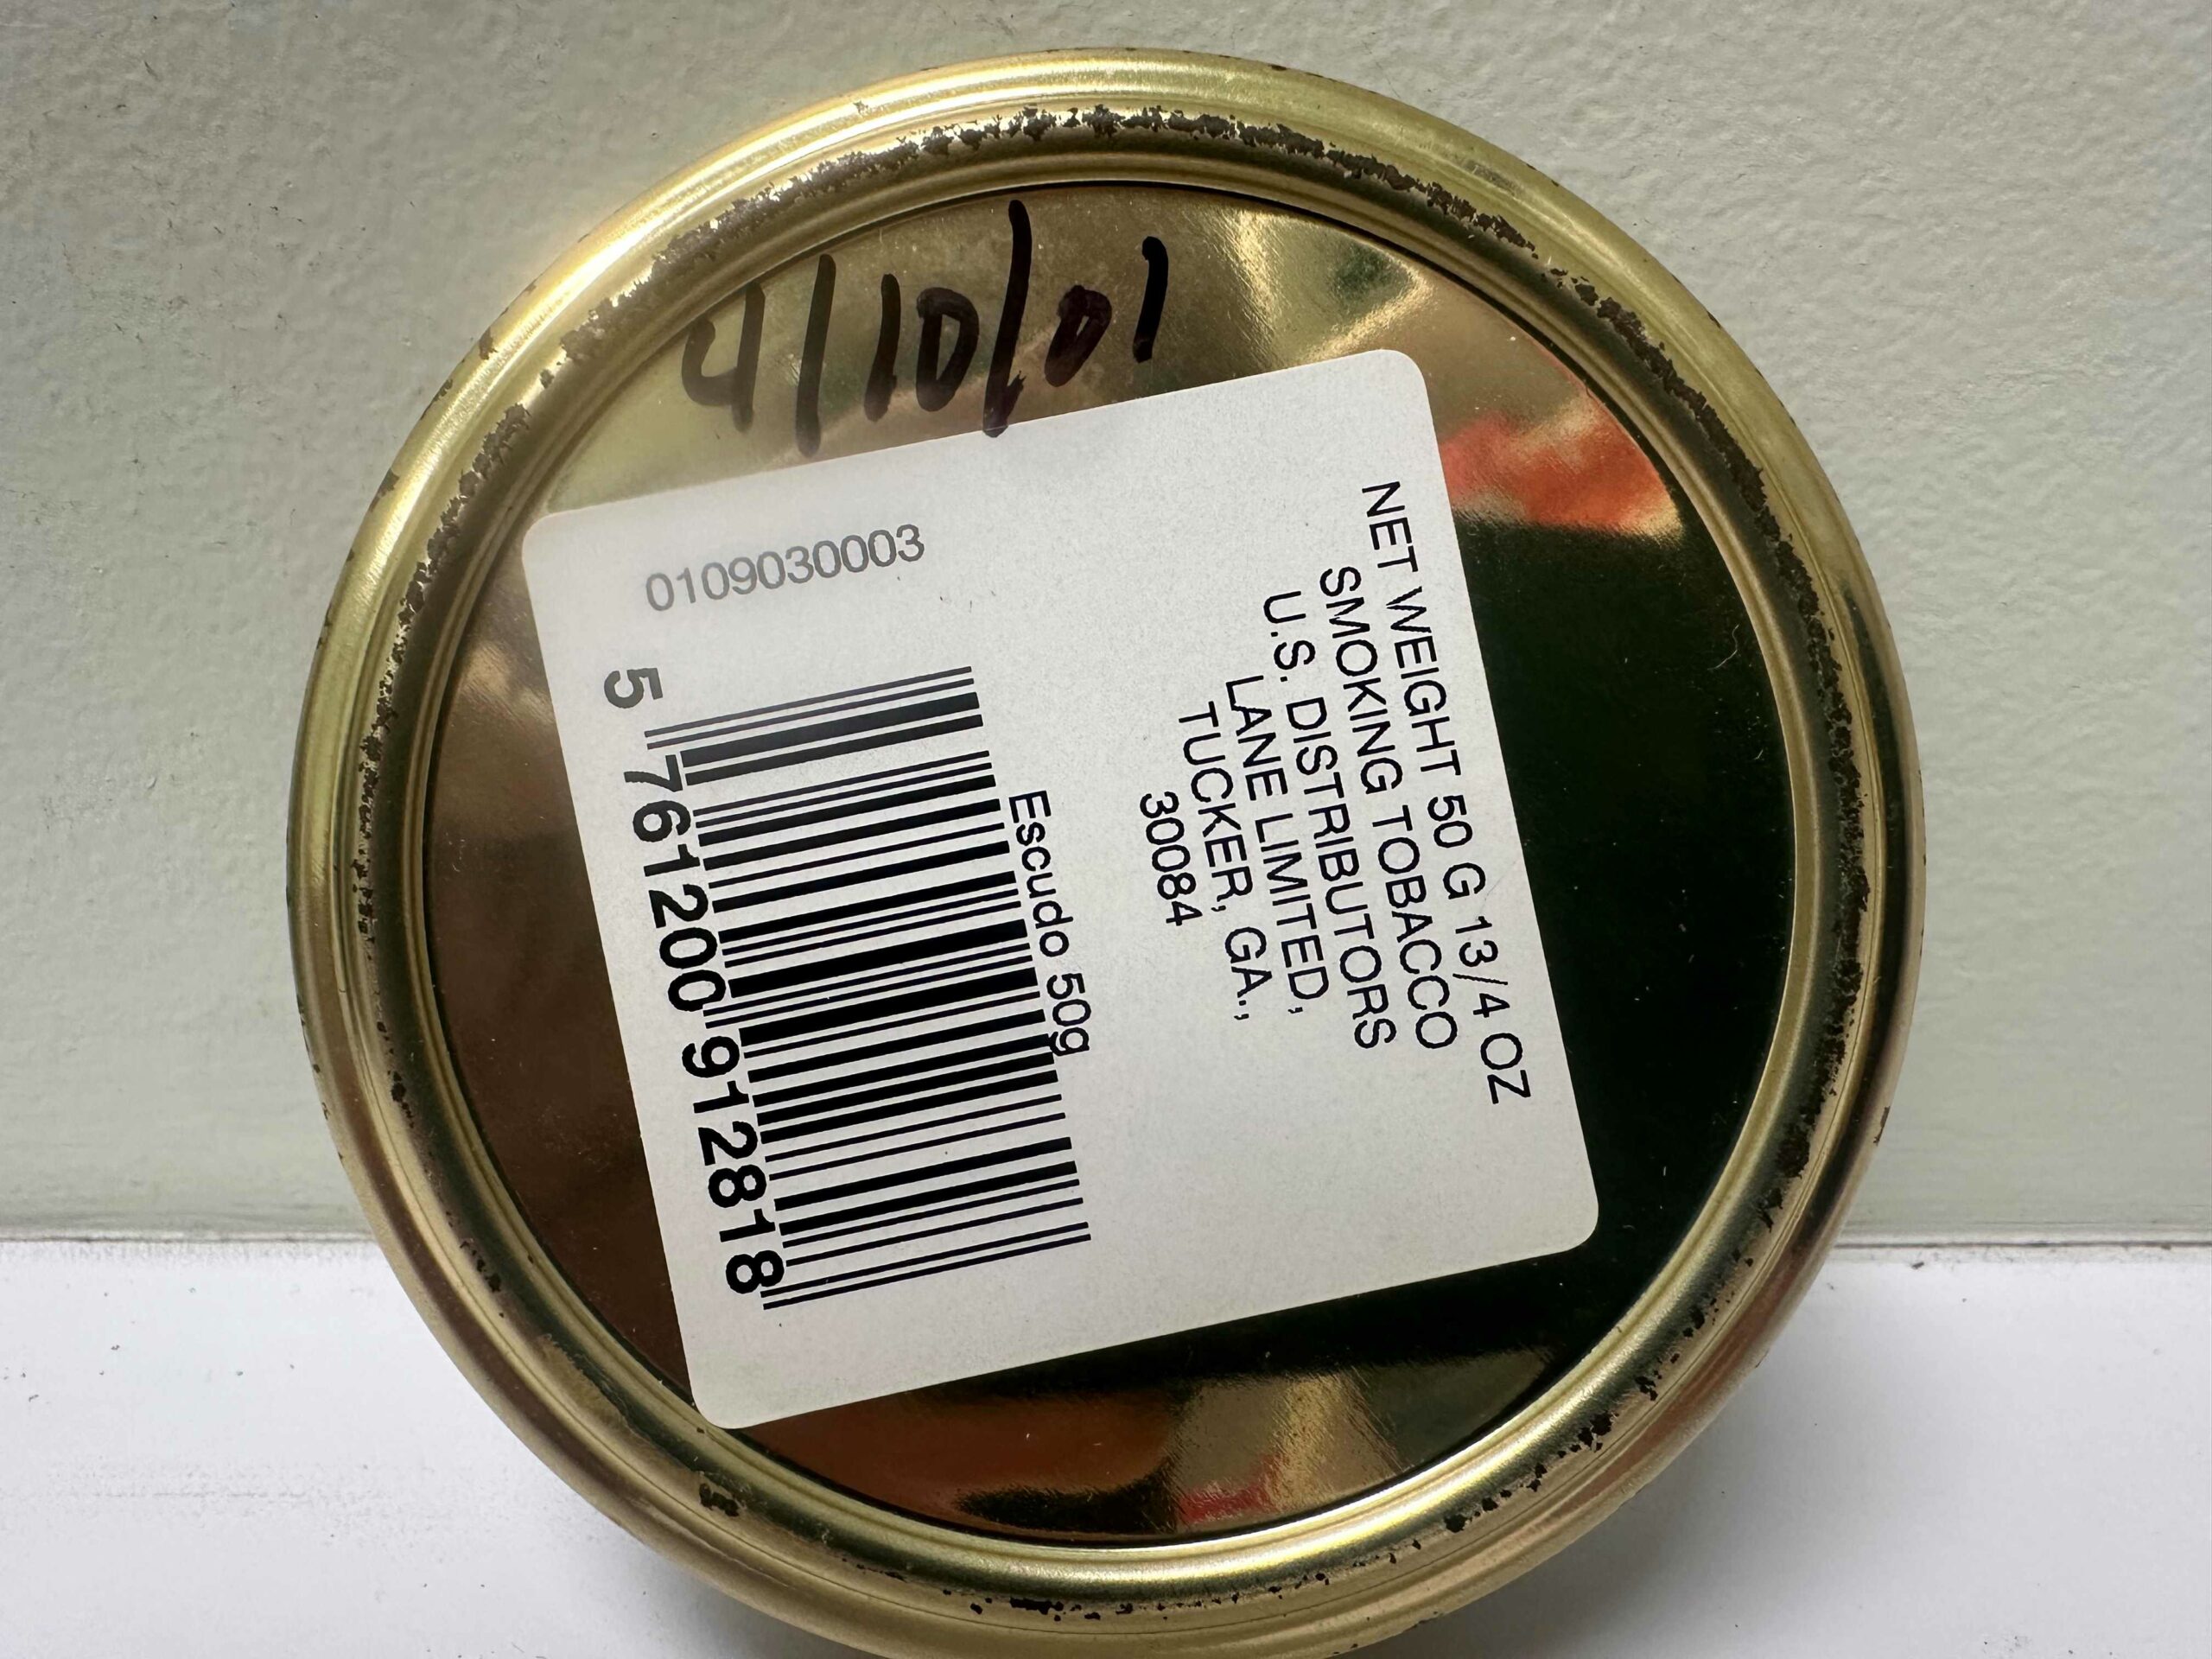 4/10/01
0109030003
NET WEIGHT 50 G 13/4 OZ
SMOKING TOBACCO
U.S. DISTRIBUTORS
LANE LIMITED,
TUCKER, GA.,
30084
Escudo 50g
5 761200 912818